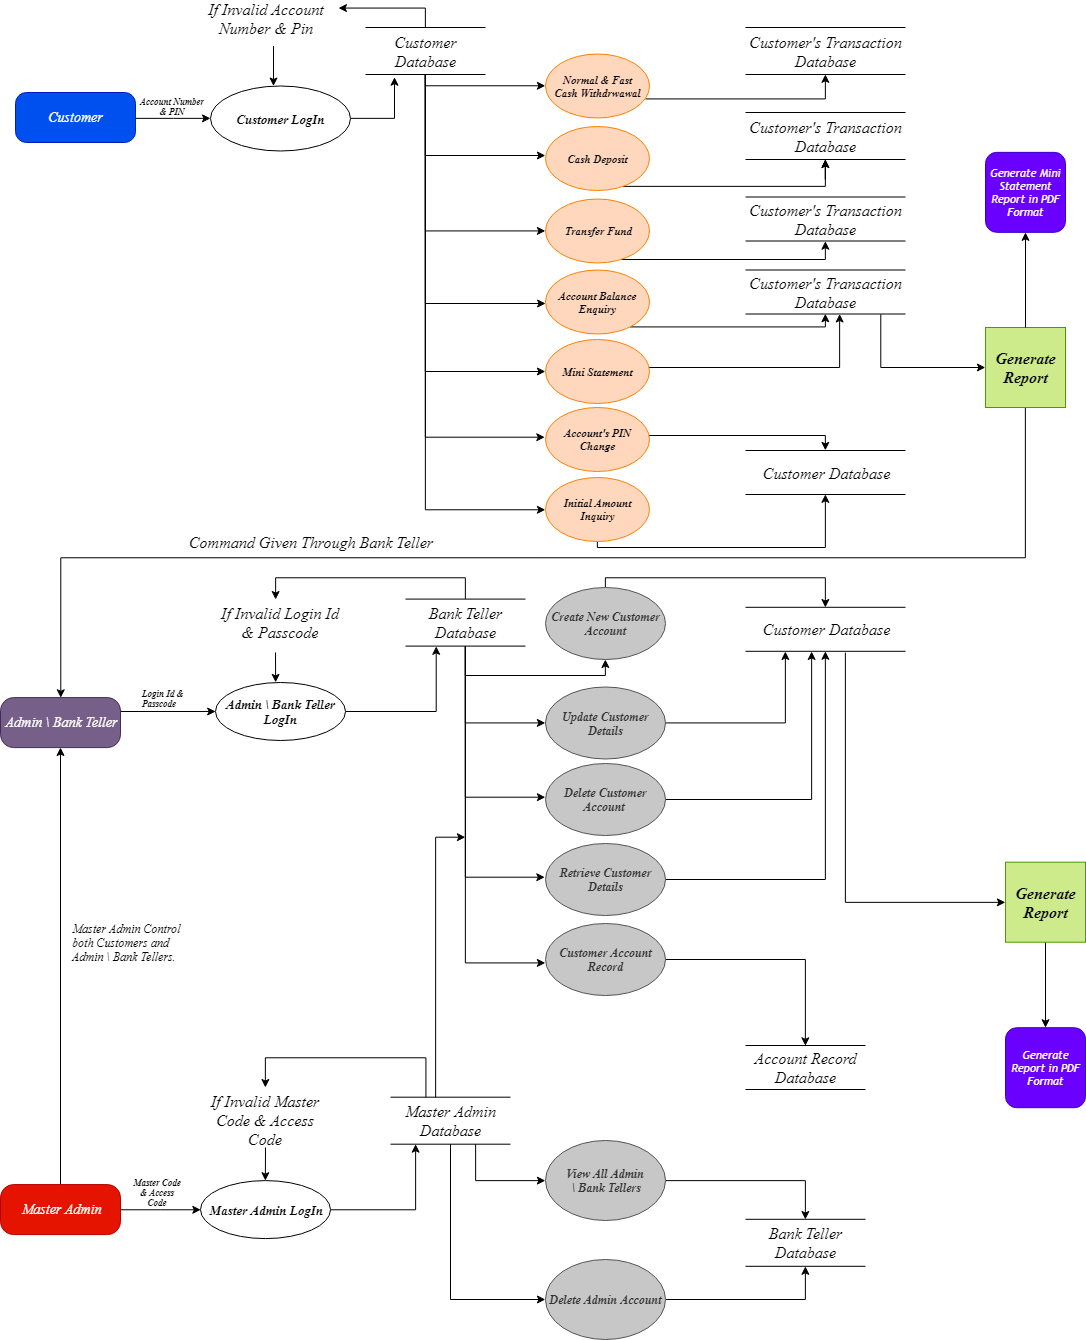 If Invalid Account
Number & Pin
Customer
Database
Customer's Transaction
Database
Normal & Fast
Cash Withdrwawal
Customer
Account Number
& PIN
Customer LogIn
Customer's Transaction
Database
Cash Deposit
Generate Mini
Statement
Report in PDF
Format
Customer's Transaction
Database
Transfer Fund
Customer's Transaction
Database
Account Balance
Enquiry
Generate
Report
Mini Statement
Account's PIN
Change
Customer Database
Initial Amount
Inquiry
Command Given Through Bank Teller
If Invalid Login Id
& Passcode
Bank Teller
Database
Create New Customer
Account
Customer Database
Admin \ Bank Teller
Login Id &
Passcode
Admin \ Bank Teller
LogIn
Update Customer
Details
Delete Customer
Account
Retrieve Customer
Details
Generate
Report
Master Admin Control
both Customers and
Admin \ Bank Tellers.
Customer Account
Record
Account Record
Database
Generate
Report in PDF
Format
If Invalid Master
Code & Access
Code
Master Admin
Database
View All Admin
\ Bank Tellers
Master Admin
Master Code
& Access
Code
Master Admin LogIn
Bank Teller
Database
Delete Admin Account